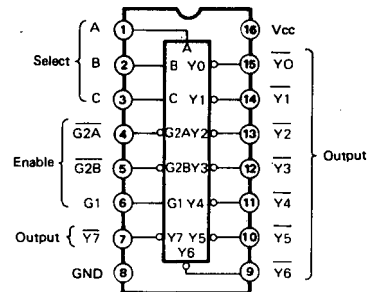 A 1 16 Vcc
A
Select B 2 B Y0 15 Y0
C 3 C Y1 14 Y1
G2A 4 G2A Y2 13 Y2
Enable G2B 5 G2B Y3 12 Y3 Output
G1 6 G1 Y4 11 Y4
Output Y7 7 Y7 Y5 10 Y5
Y6
GND 8 9 Y6